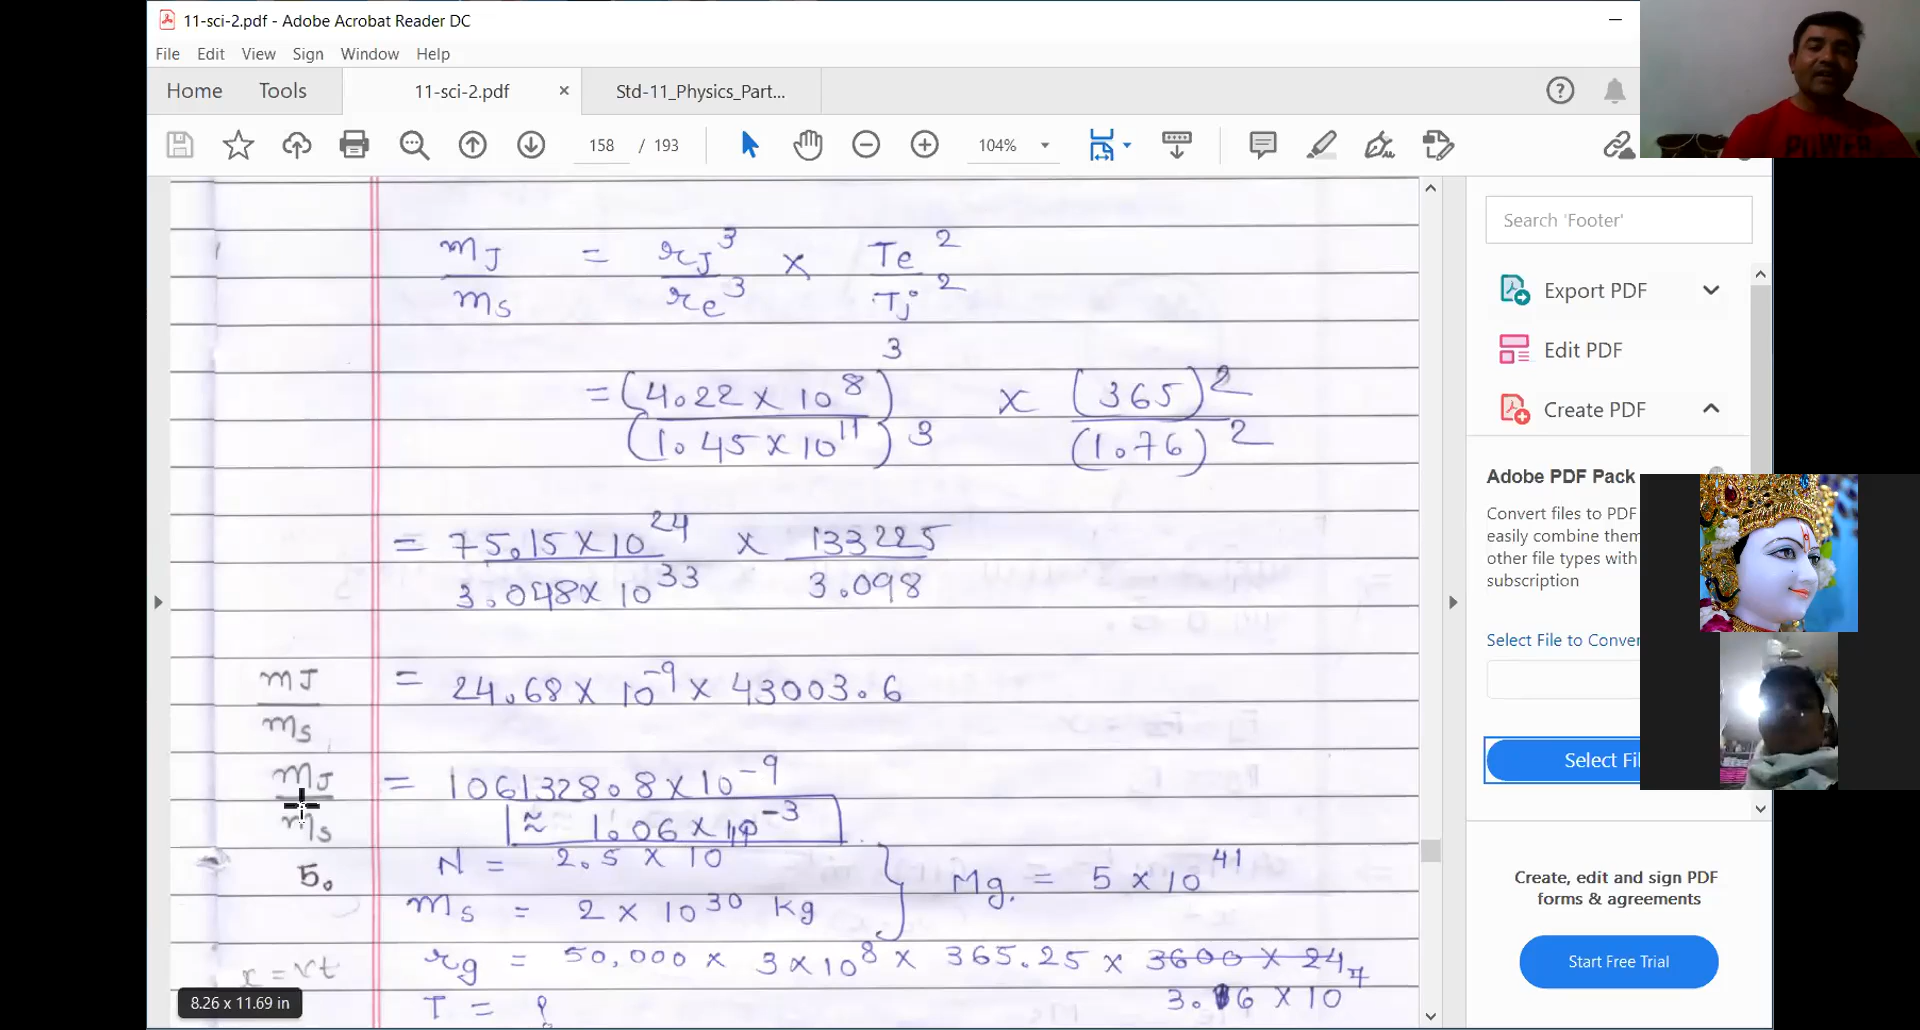 11-sci-2.pdf - Adobe Acrobat Reader DC
File Edit View Sign Window Help
Home Tools 11-sci-2.pdf × Std-11_Physics_Part...
158 / 193 104%
mJ/ms = rJ³/re³ × Te²/Tj²
= (4.22 × 10⁸)³/(1.45 × 10¹¹)³ × (365)²/(1.76)²
= 75.15 × 10²⁴/3.048 × 10³³ × 133225/3.098
mJ/ms = 24.68 × 10⁻⁹ × 43003.6
mJ/ms = 1061328.8 × 10⁻⁹
≈ 1.06 × 10⁻³
5. N = 2.5 × 10¹¹
Mg. = 5 × 10⁴¹
ms = 2 × 10³⁰ kg
rg = 50,000 × 3 × 10⁸ × 365.25 × 3600 × 24
x = vt
3.16 × 10⁷
T = ?
8.26 x 11.69 in
Search 'Footer'
Export PDF
Edit PDF
Create PDF
Adobe PDF Pack
Convert files to PDF
easily combine them
other file types with
subscription
Select File to Conver
Select Fil
Create, edit and sign PDF
forms & agreements
Start Free Trial
POWER